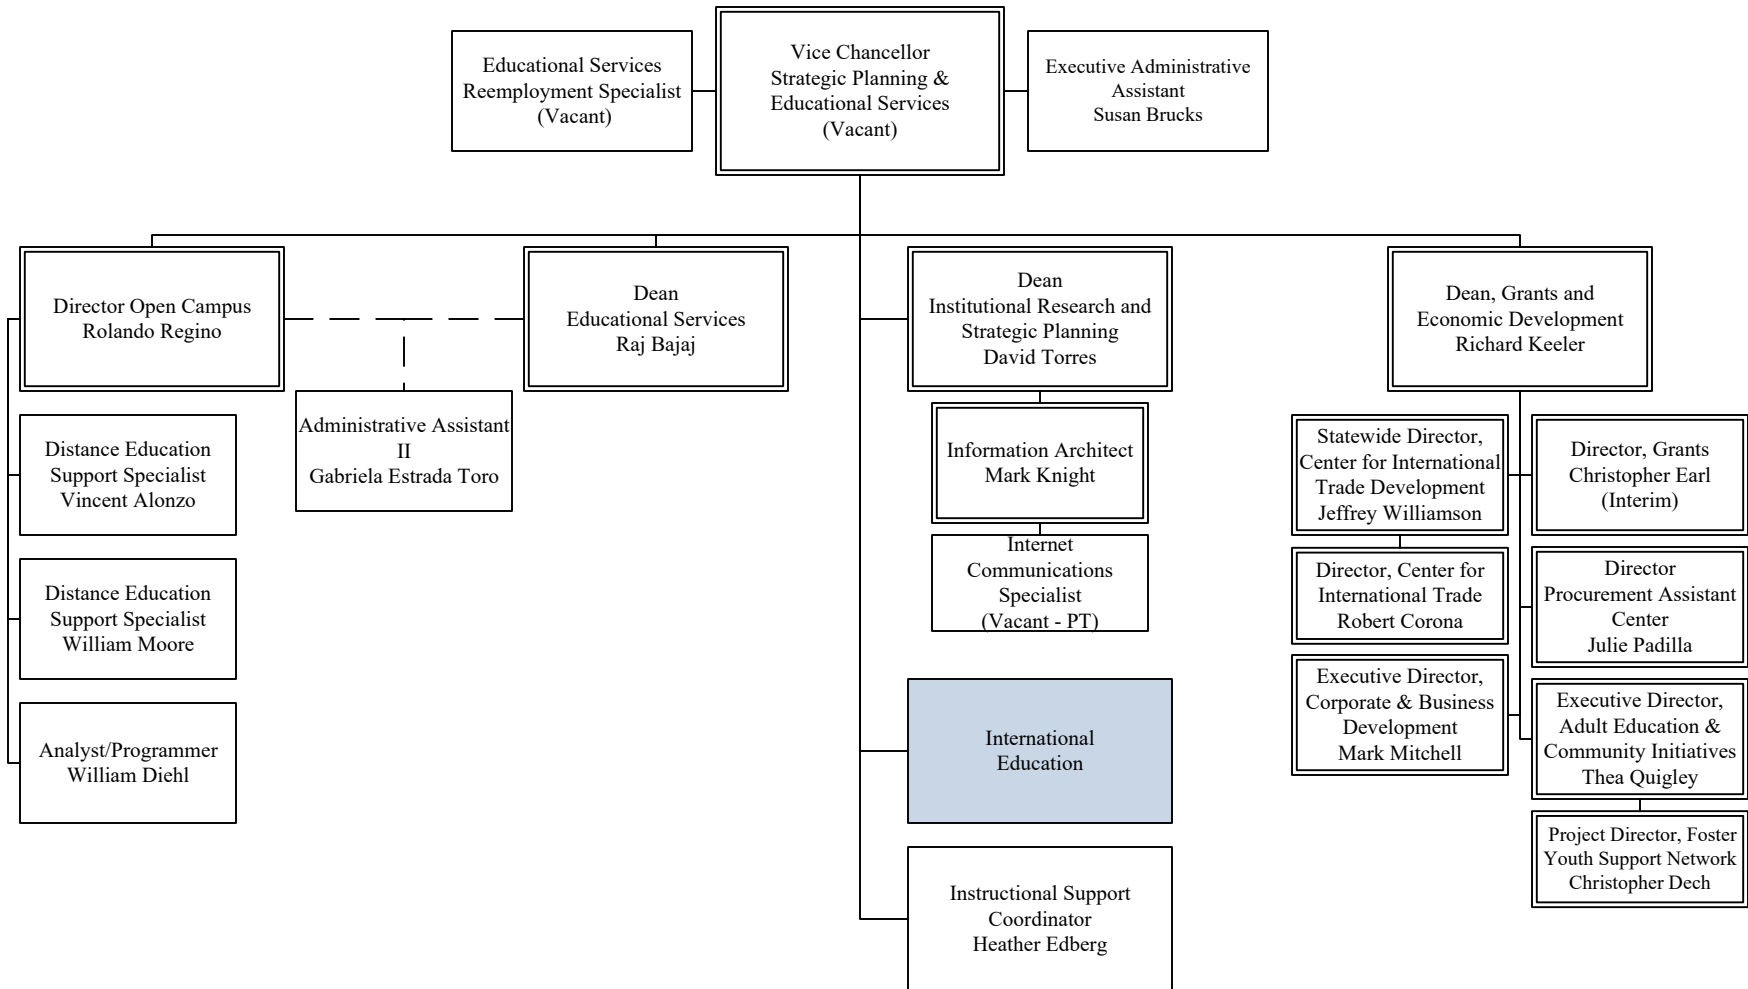 Educational Services
Reemployment Specialist
(Vacant)
Vice Chancellor
Strategic Planning &
Educational Services
(Vacant)
Executive Administrative
Assistant
Susan Brucks
Director Open Campus
Rolando Regino
Dean
Educational Services
Raj Bajaj
Dean
Institutional Research and
Strategic Planning
David Torres
Dean, Grants and
Economic Development
Richard Keeler
Distance Education
Support Specialist
Vincent Alonzo
Administrative Assistant
II
Gabriela Estrada Toro
Information Architect
Mark Knight
Statewide Director,
Center for International
Trade Development
Jeffrey Williamson
Director, Grants
Christopher Earl
(Interim)
Distance Education
Support Specialist
William Moore
Internet
Communications
Specialist
(Vacant - PT)
Director, Center for
International Trade
Robert Corona
Director
Procurement Assistant
Center
Julie Padilla
Analyst/Programmer
William Diehl
International
Education
Executive Director,
Corporate & Business
Development
Mark Mitchell
Executive Director,
Adult Education &
Community Initiatives
Thea Quigley
Project Director, Foster
Youth Support Network
Christopher Dech
Instructional Support
Coordinator
Heather Edberg